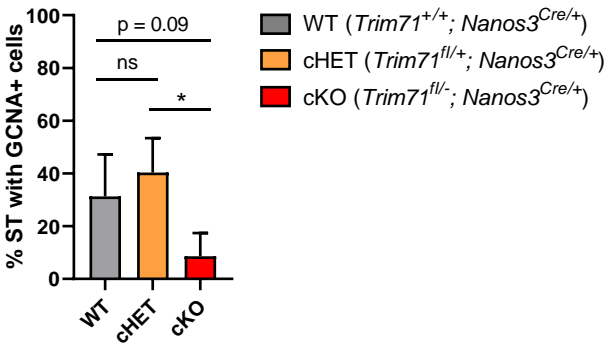 % ST with GCNA+ cells
100
80
60
40
20
0
p = 0.09
ns
*
WT
cHET
cKO
WT (Trim71+/+; Nanos3Cre/+)
cHET (Trim71fl/+; Nanos3Cre/+)
cKO (Trim71fl/-; Nanos3Cre/+)